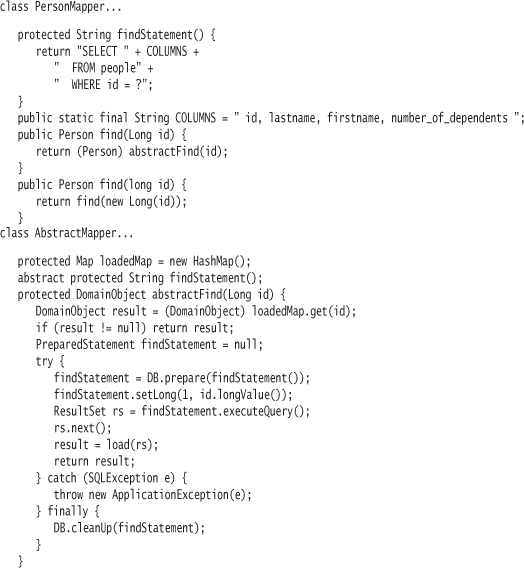 class PersonMapper...
protected String findStatement() {
return "SELECT " + COLUMNS +
"  FROM people" +
"  WHERE id = ?";
}
public static final String COLUMNS = " id, lastname, firstname, number_of_dependents ";
public Person find(Long id) {
return (Person) abstractFind(id);
}
public Person find(long id) {
return find(new Long(id));
}
class AbstractMapper...
protected Map loadedMap = new HashMap();
abstract protected String findStatement();
protected DomainObject abstractFind(Long id) {
DomainObject result = (DomainObject) loadedMap.get(id);
if (result != null) return result;
PreparedStatement findStatement = null;
try {
findStatement = DB.prepare(findStatement());
findStatement.setLong(1, id.longValue());
ResultSet rs = findStatement.executeQuery();
rs.next();
result = load(rs);
return result;
} catch (SQLException e) {
throw new ApplicationException(e);
} finally {
DB.cleanUp(findStatement);
}
}